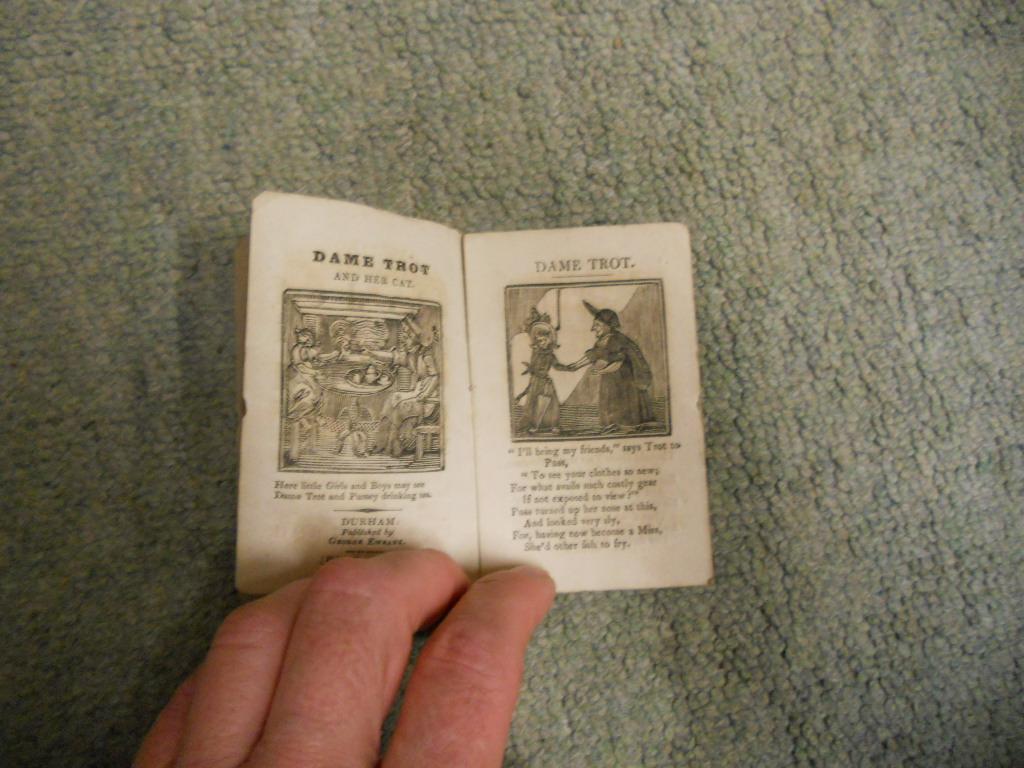 DAME TROT
AND HER CAT.
Here little Girls and Boys may see
Dame Trot and Pussey drinking tea.
DURHAM:
Published by
GEORGE
DAME TROT.
"I'll bring my friends," says Trot to
Puss,
"To see your clothes so new;
For what avails such costly gear
If not exposed to view?"
Puss turned up her nose at this,
And looked very sly,
For, having now become a Miss,
She'd other fish to fry.